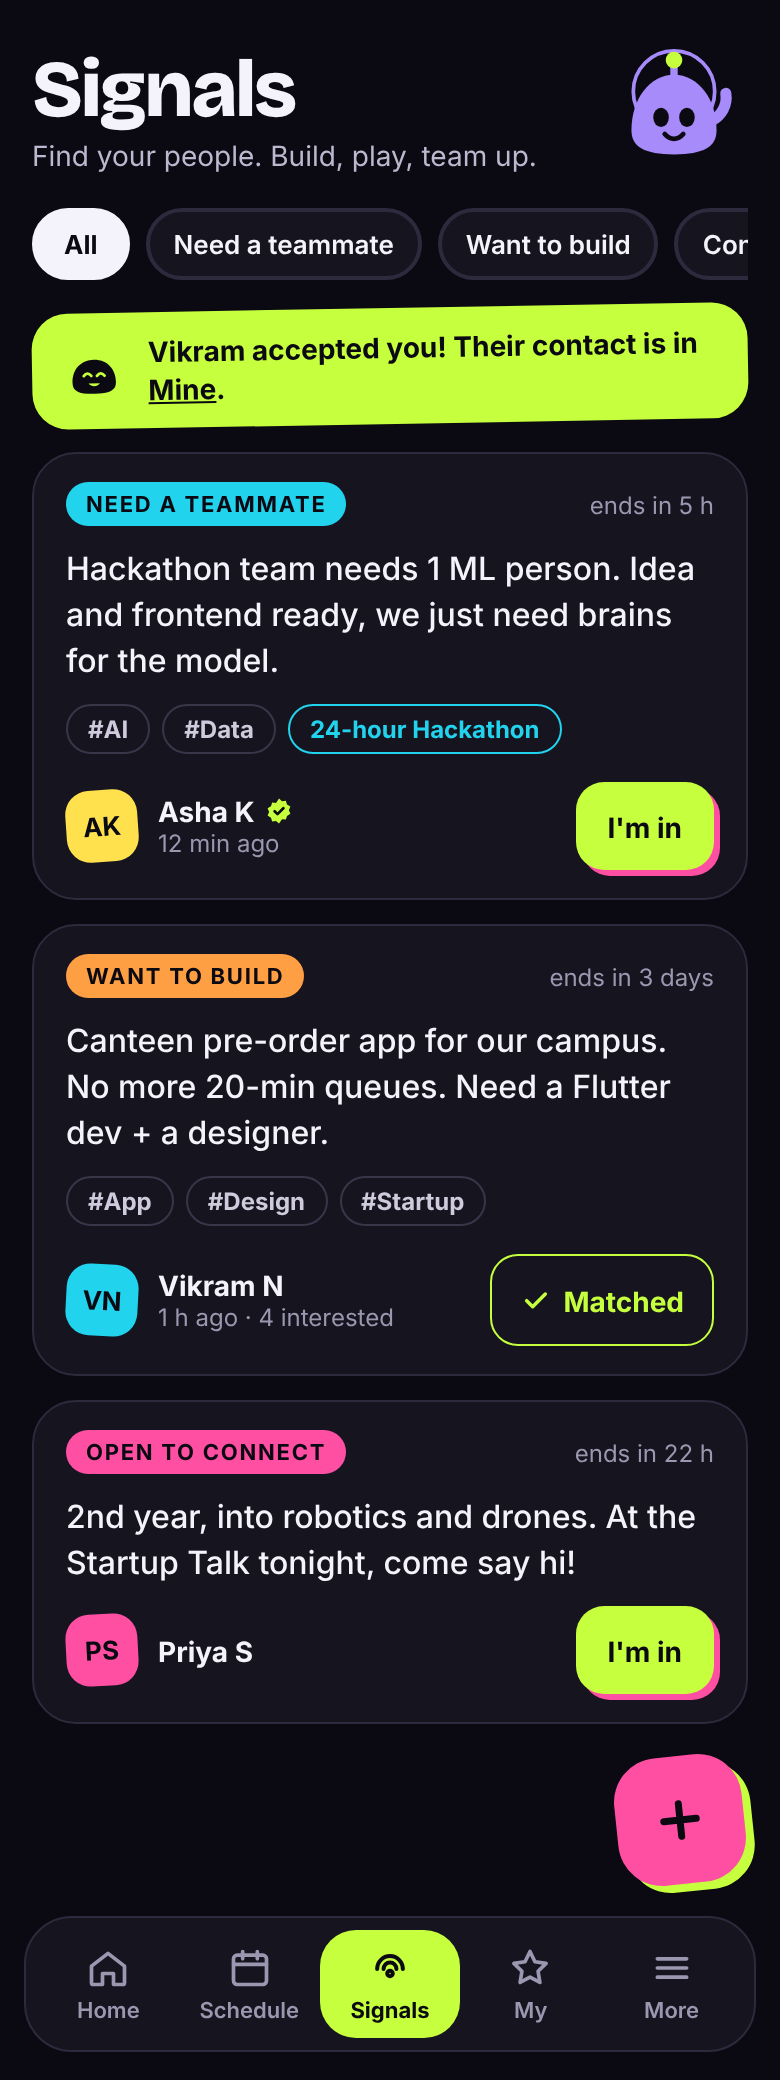 Signals
Find your people. Build, play, team up.
All
Need a teammate
Want to build
Vikram accepted you! Their contact is in
Mine.
NEED A TEAMMATE
ends in 5 h
Hackathon team needs 1 ML person. Idea
and frontend ready, we just need brains
for the model.
#AI
#Data
24-hour Hackathon
AK
Asha K
12 min ago
I'm in
WANT TO BUILD
ends in 3 days
Canteen pre-order app for our campus.
No more 20-min queues. Need a Flutter
dev + a designer.
#App
#Design
#Startup
VN
Vikram N
1 h ago · 4 interested
Matched
OPEN TO CONNECT
ends in 22 h
2nd year, into robotics and drones. At the
Startup Talk tonight, come say hi!
PS
Priya S
I'm in
Home
Schedule
Signals
My
More